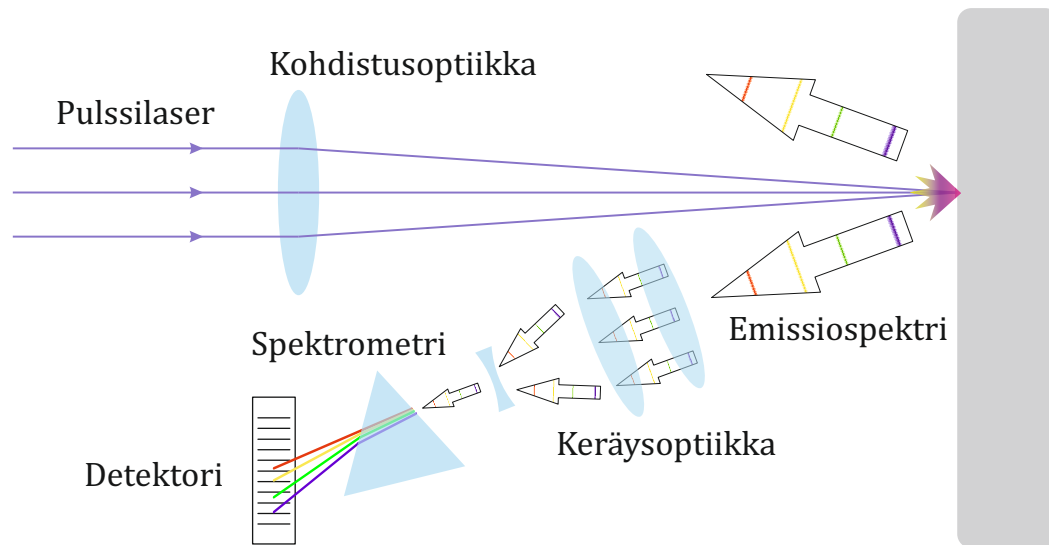 Kohdistusoptiikka
Pulssilaser
Emissiospektri
Spektrometri
Keräysoptiikka
Detektori